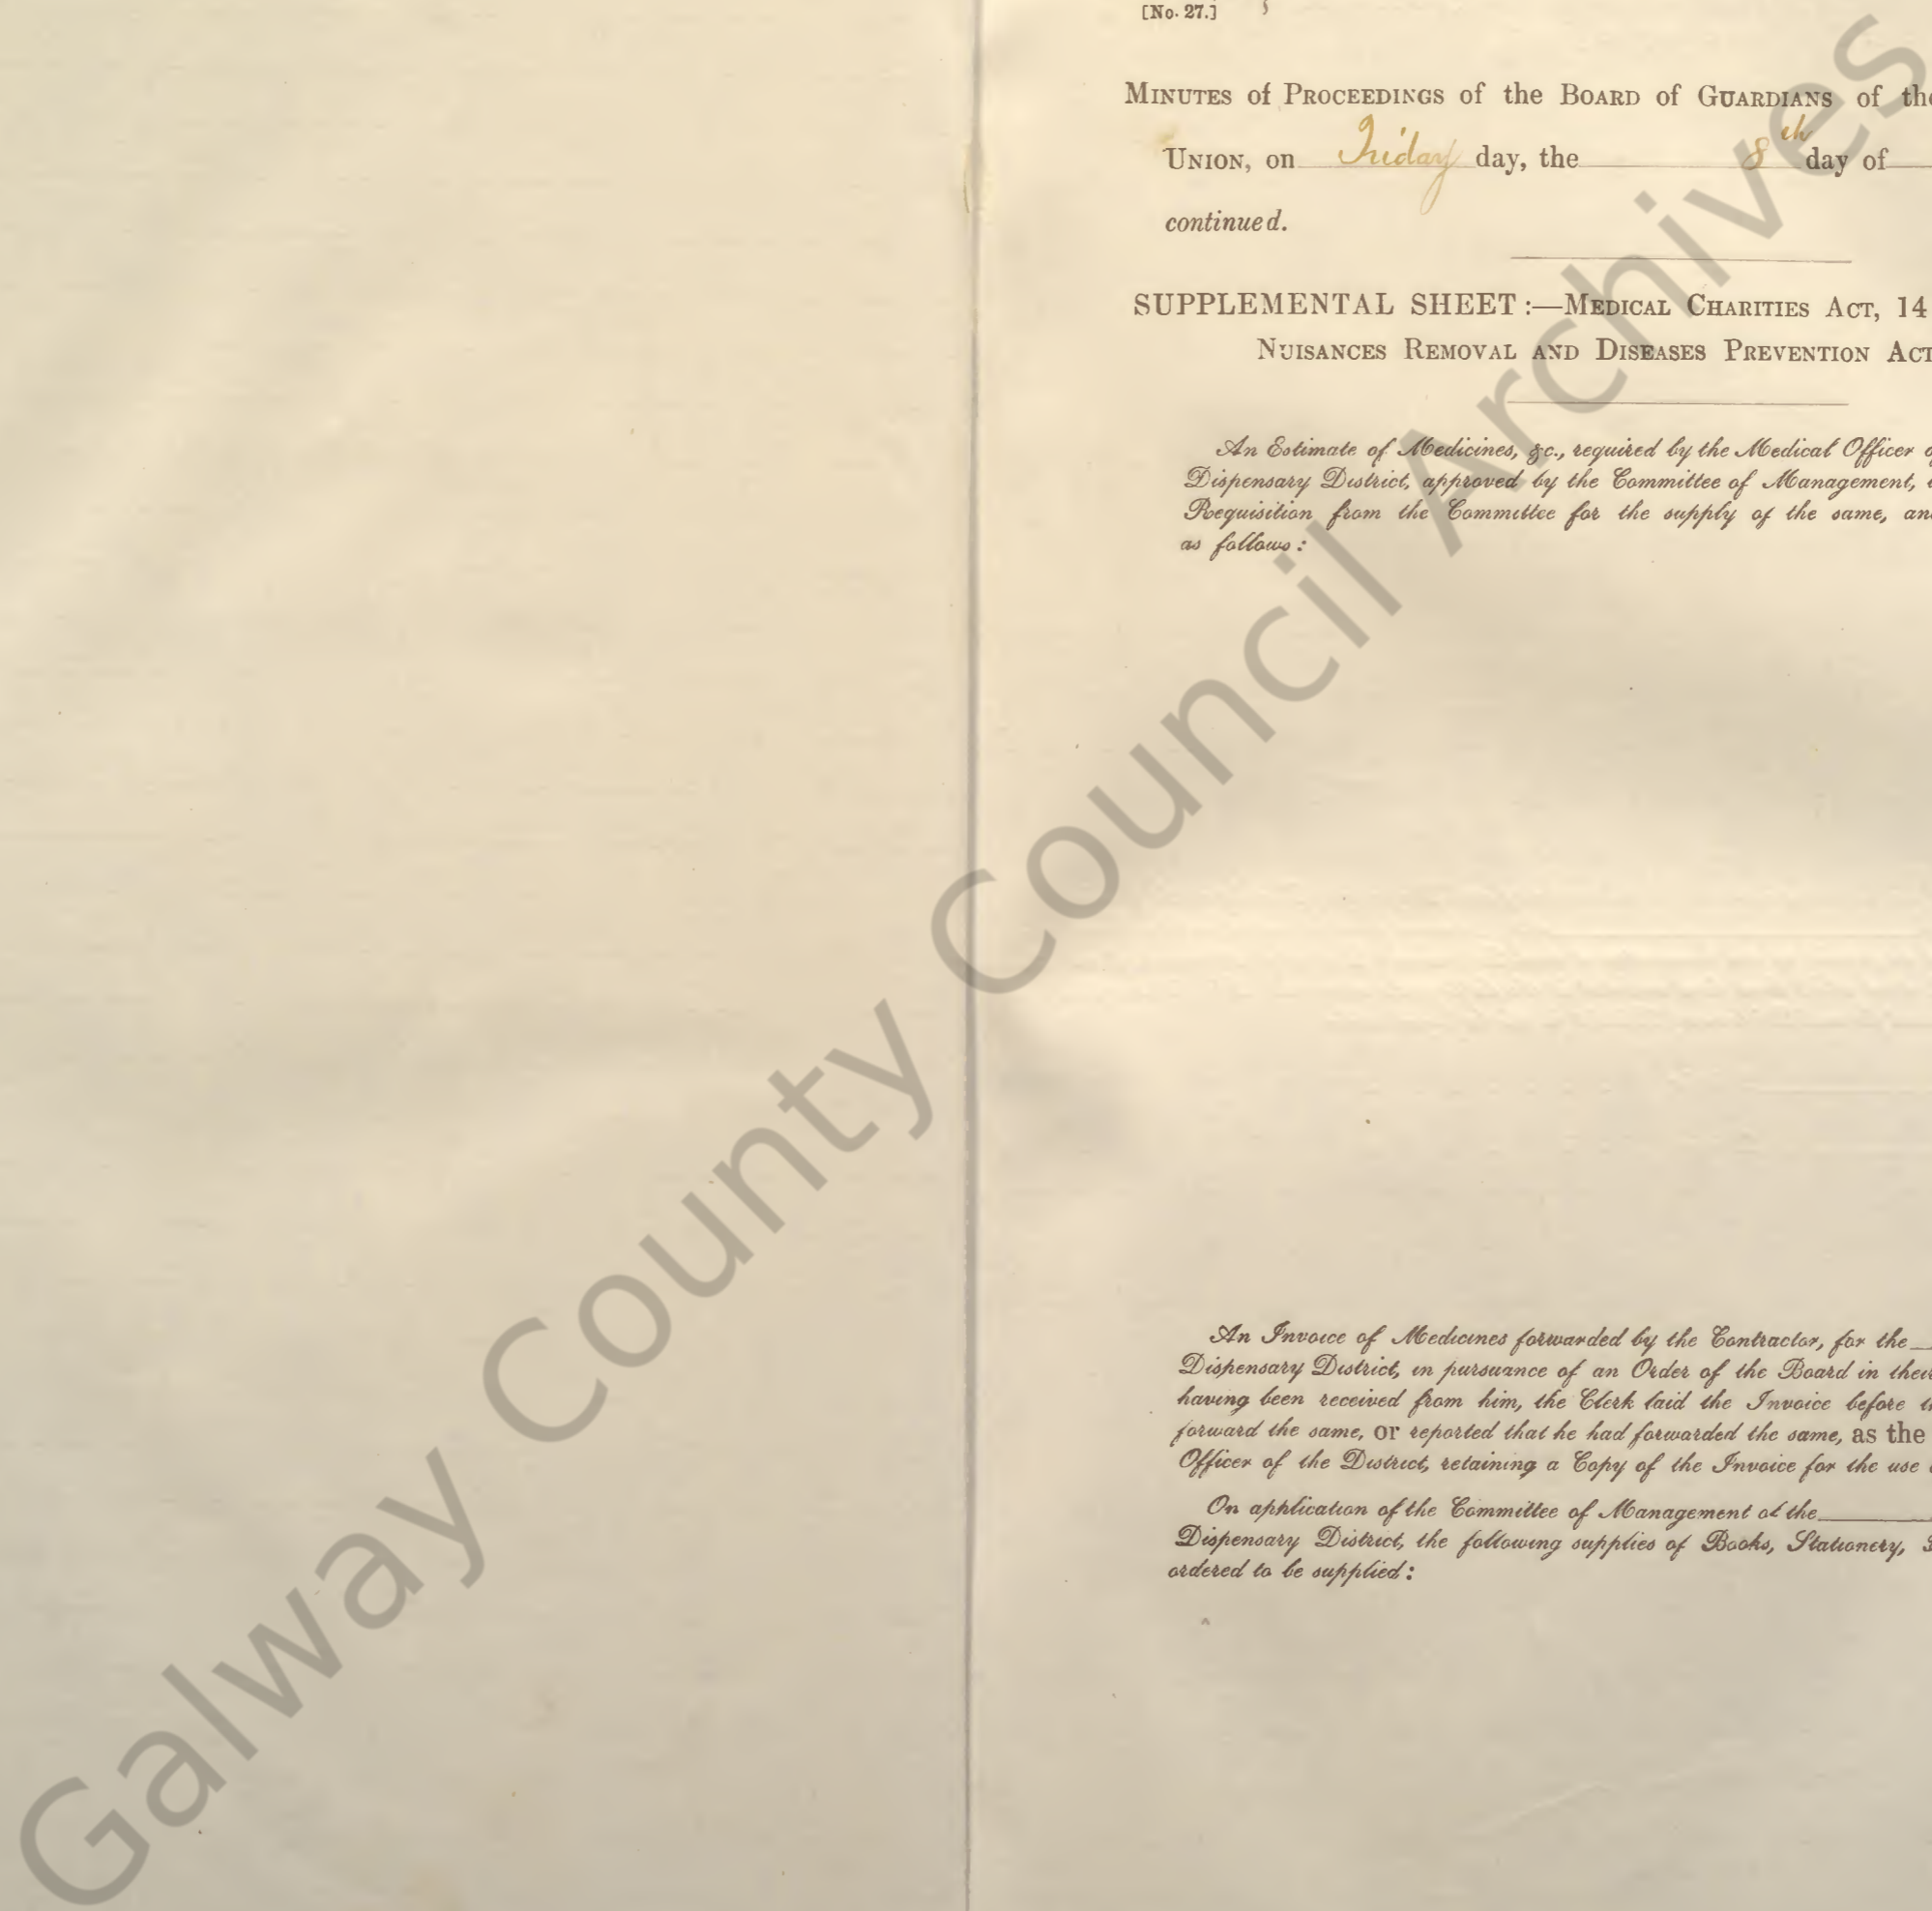 [No. 27.]
MINUTES of PROCEEDINGS of the BOARD of GUARDIANS of the
UNION, on Friday day, the 8th day of
continued.
SUPPLEMENTAL SHEET :—MEDICAL CHARITIES ACT, 14
NUISANCES REMOVAL AND DISEASES PREVENTION ACT
An Estimate of Medicines, &c., required by the Medical Officer o
Dispensary District, approved by the Committee of Management,
Requisition from the Committee for the supply of the same, and
as follows:
An Invoice of Medicines forwarded by the Contractor, for the
Dispensary District, in pursuance of an Order of the Board in their
having been received from him, the Clerk laid the Invoice before
forward the same, or reported that he had forwarded the same, as the
Officer of the District, retaining a Copy of the Invoice for the use
On application of the Committee of Management of the
Dispensary District, the following supplies of Books, Stationery,
ordered to be supplied:
Galway County Council Archives